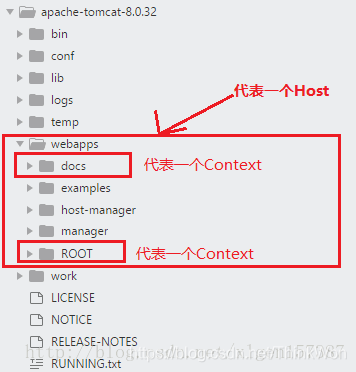 apache-tomcat-8.0.32
bin
conf
lib
logs
代表一个Host
temp
webapps
docs
代表一个Context
examples
host-manager
manager
ROOT
代表一个Context
work
LICENSE
NOTICE
RELEASE-NOTES
RUNNING.txt